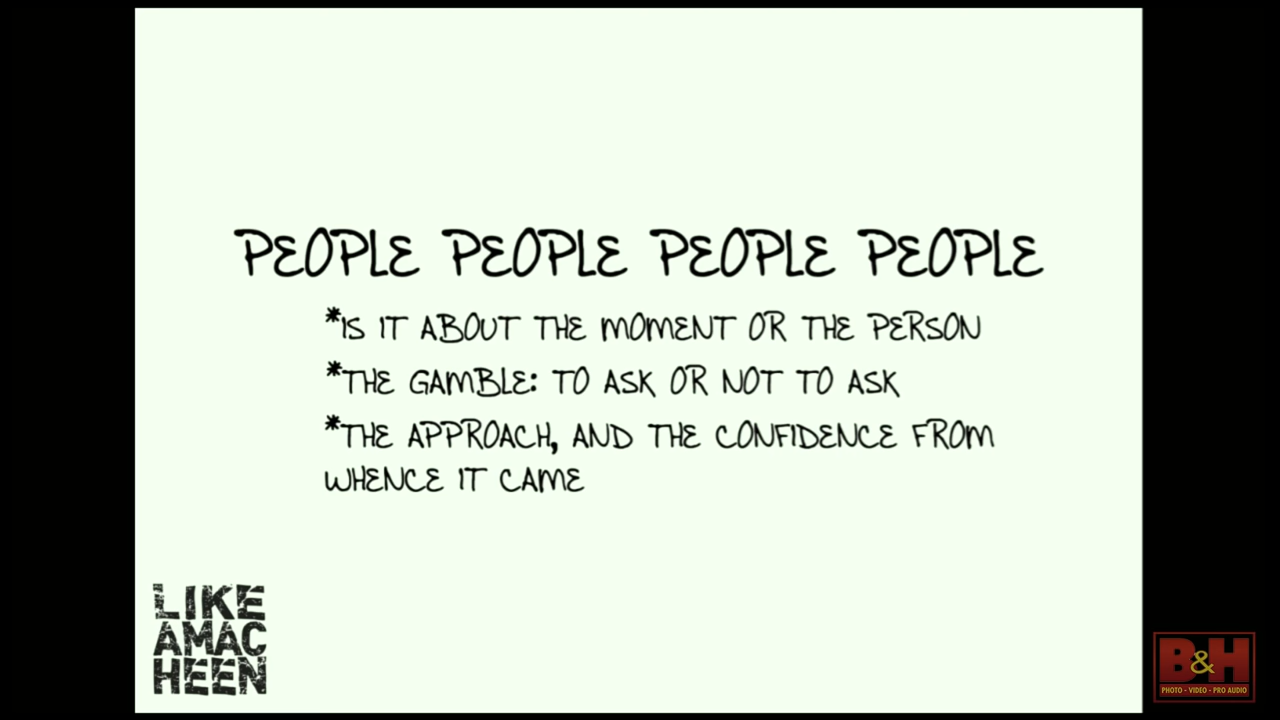 PEOPLE PEOPLE PEOPLE PEOPLE
*IS IT ABOUT THE MOMENT OR THE PERSON
*THE GAMBLE: TO ASK OR NOT TO ASK
*THE APPROACH, AND THE CONFIDENCE FROM
WHENCE IT CAME
LIKE
AMAC
HEEN
B&H
PHOTO - VIDEO - PRO AUDIO